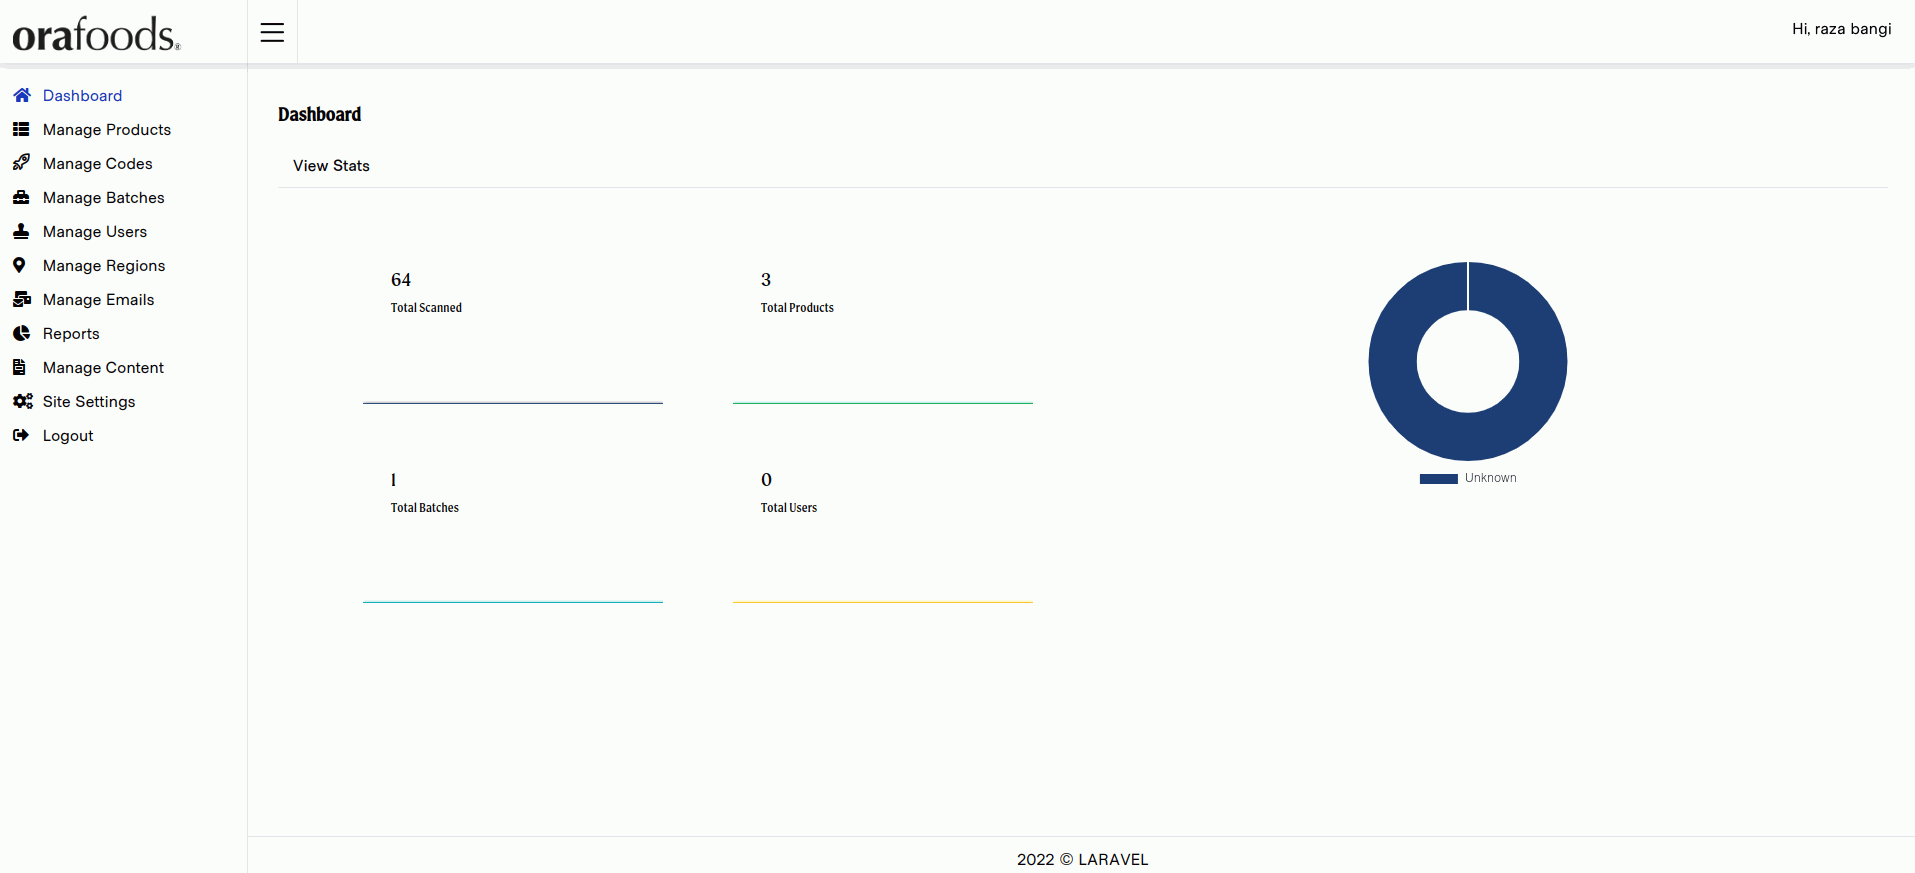 orafoods®
Hi, raza bangi
Dashboard
Manage Products
Manage Codes
Manage Batches
Manage Users
Manage Regions
Manage Emails
Reports
Manage Content
Site Settings
Logout
Dashboard
View Stats
64
Total Scanned
3
Total Products
1
Total Batches
0
Total Users
Unknown
2022 © LARAVEL